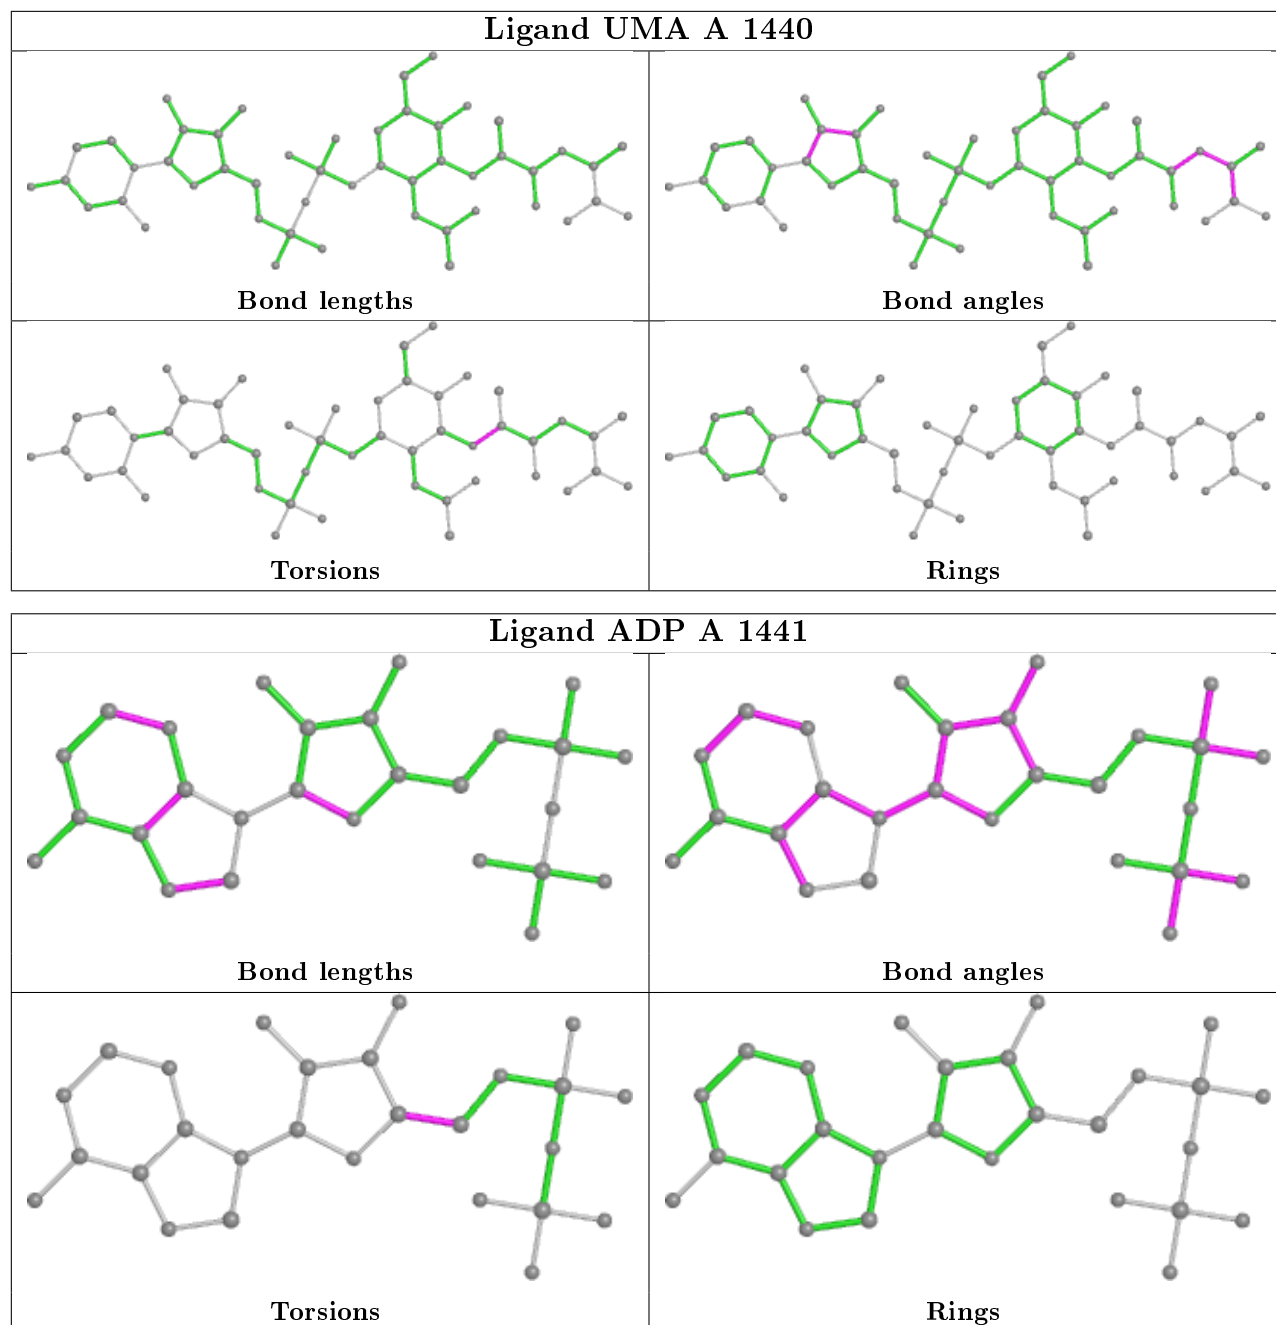 Ligand UMA A 1440
Bond lengths
Bond angles
Torsions
Rings
Ligand ADP A 1441
Bond lengths
Bond angles
Torsions
Rings